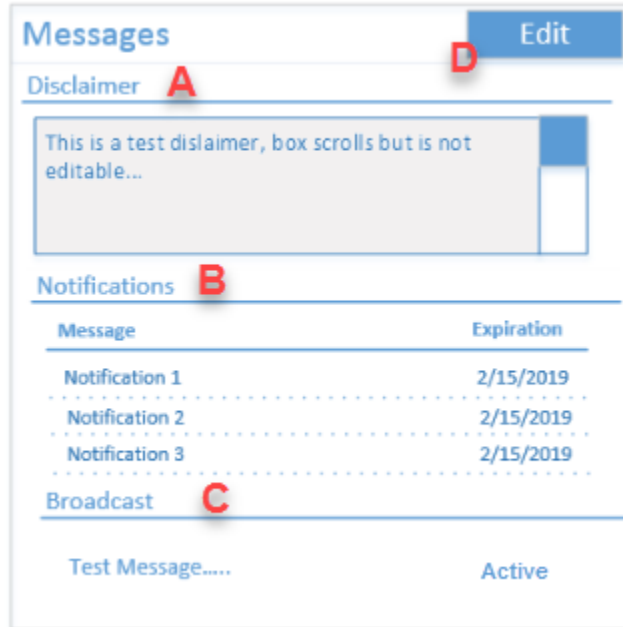 Messages Edit
D
Disclaimer A
This is a test dislaimer, box scrolls but is not
editable...
Notifications B
Message Expiration
Notification 1 2/15/2019
Notification 2 2/15/2019
Notification 3 2/15/2019
Broadcast C
Test Message..... Active